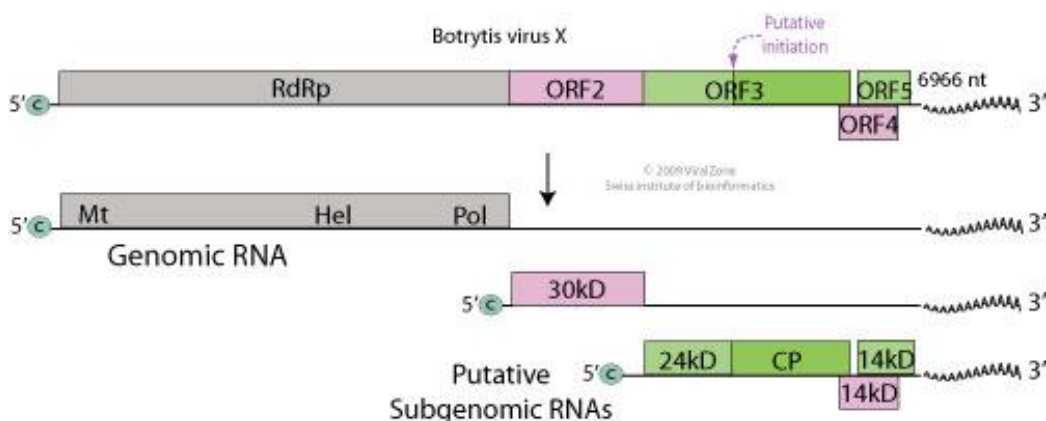 Botrytis virus X
Putative
initiation
RdRp
ORF2
ORF3
ORF5
6966 nt
5' C
3'
ORF4
© 2009 ViralZone
Swiss institute of bioinformatics
Mt
Hel
Pol
5' C
3'
Genomic RNA
30kD
5' C
3'
24kD
CP
14kD
5' C
3'
14kD
Putative
Subgenomic RNAs